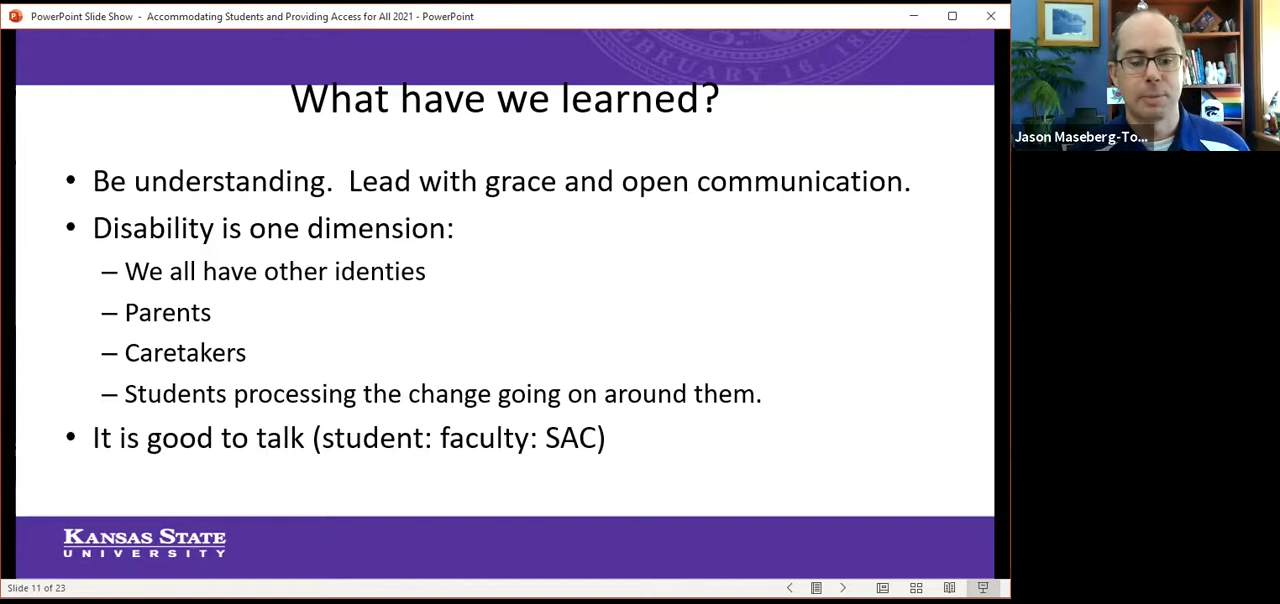 PowerPoint Slide Show - Accommodating Students and Providing Access for All 2021 - PowerPoint
FEBRUARY 16, 18
What have we learned?
• Be understanding. Lead with grace and open communication.
• Disability is one dimension:
– We all have other identies
– Parents
– Caretakers
– Students processing the change going on around them.
• It is good to talk (student: faculty: SAC)
KANSAS STATE
UNIVERSITY
Slide 11 of 23
Jason Maseberg-To...